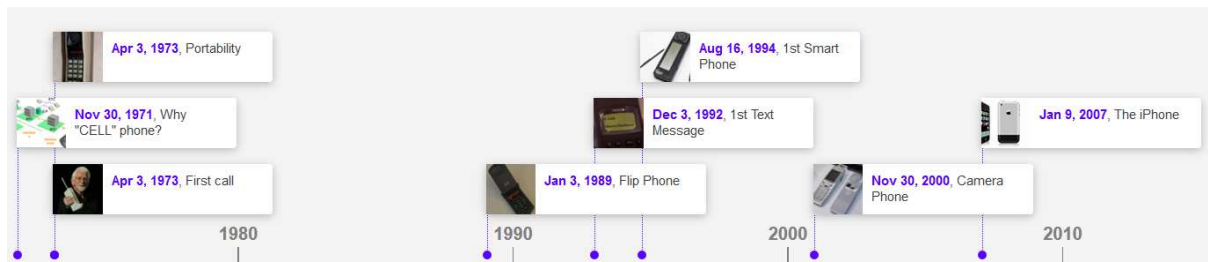 Apr 3, 1973, Portability
Aug 16, 1994, 1st Smart
Phone
Nov 30, 1971, Why
"CELL" phone?
Dec 3, 1992, 1st Text
Message
Jan 9, 2007, The iPhone
Apr 3, 1973, First call
Jan 3, 1989, Flip Phone
Nov 30, 2000, Camera
Phone
1980
1990
2000
2010